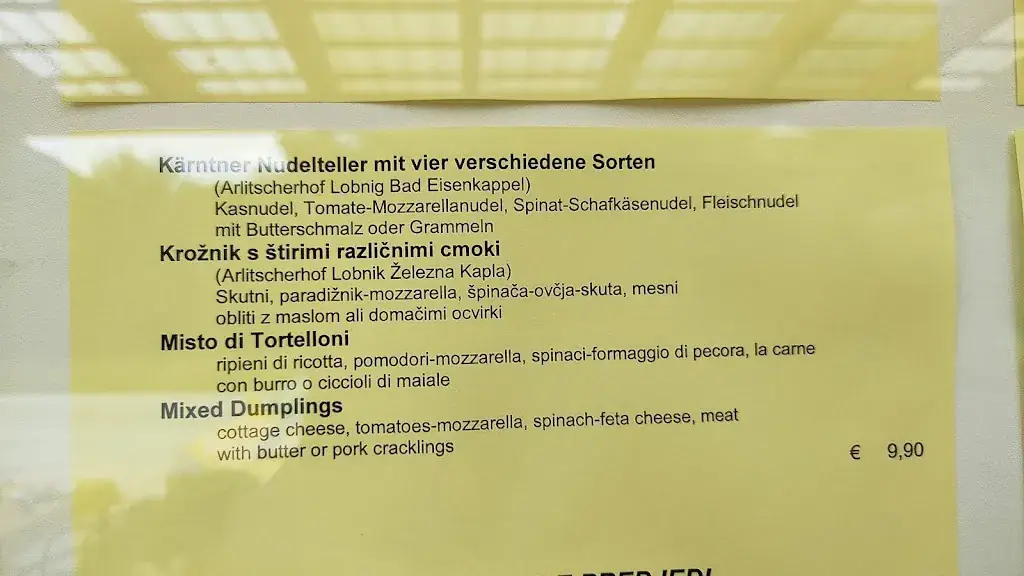 Kärntner Nudelteller mit vier verschiedene Sorten
(Arlitscherhof Lobnig Bad Eisenkappel)
Kasnudel, Tomate-Mozzarellanudel, Spinat-Schafkäsenudel, Fleischnudel
mit Butterschmalz oder Grammeln
Krožnik s štirimi različnimi cmoki
(Arlitscherhof Lobnik Železna Kapla)
Skutni, paradižnik-mozzarella, špinača-ovčja-skuta, mesni
obliti z maslom ali domačimi ocvirki
Misto di Tortelloni
ripieni di ricotta, pomodori-mozzarella, spinaci-formaggio di pecora, la carne
con burro o ciccioli di maiale
Mixed Dumplings
cottage cheese, tomatoes-mozzarella, spinach-feta cheese, meat
with butter or pork cracklings € 9,90